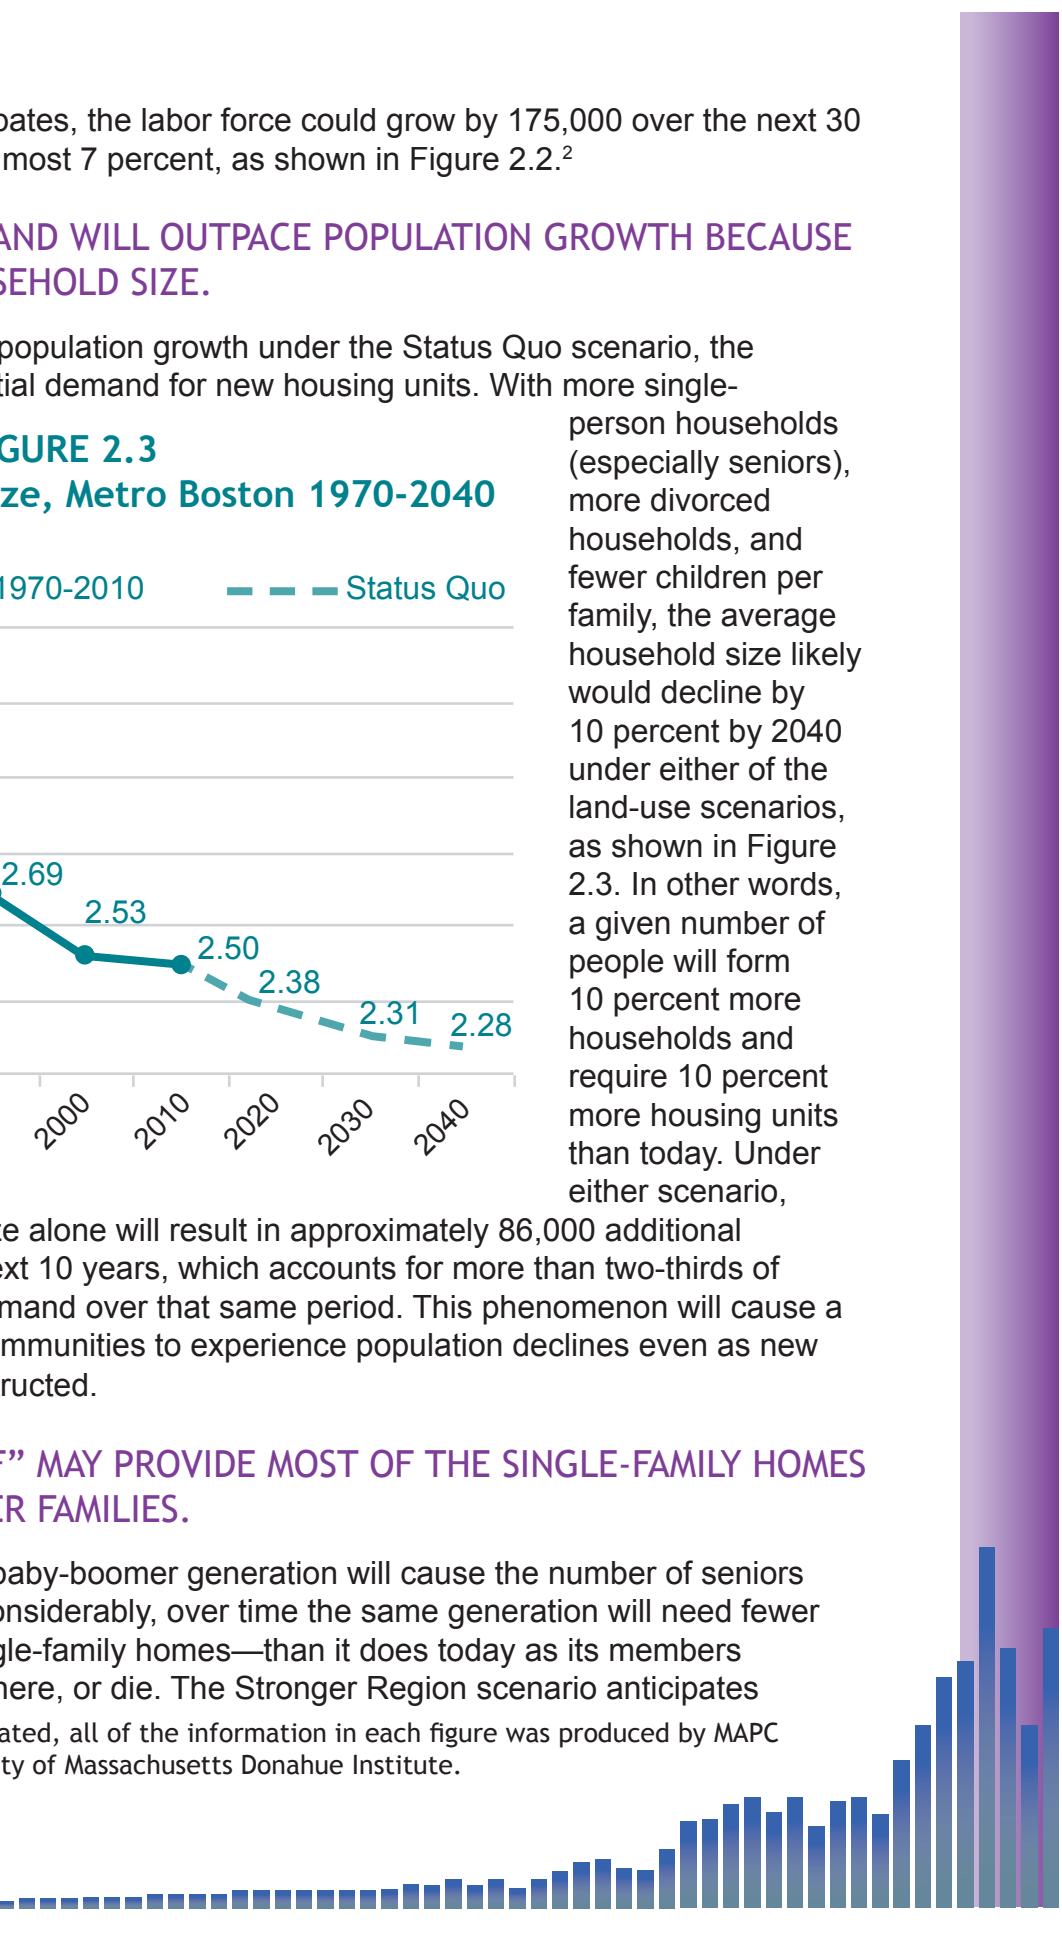 the labor force could grow by 175,000 over the next 30
most 7 percent, as shown in Figure 2.2.²
AND WILL OUTPACE POPULATION GROWTH BECAUSE
SIZE.
population growth under the Status Quo scenario, the
demand for new housing units. With more single-
person households
(especially seniors),
more divorced
households, and
fewer children per
family, the average
household size likely
would decline by
10 percent by 2040
under either of the
land-use scenarios,
as shown in Figure
2.3. In other words,
a given number of
people will form
10 percent more
households and
require 10 percent
more housing units
than today. Under
either scenario,
GURE 2.3
ze, Metro Boston 1970-2040
1970-2010
Status Quo
2.69
2.53
2.50
2.38
2.31
2.28
2000
2010
2020
2030
2040
alone will result in approximately 86,000 additional
ext 10 years, which accounts for more than two-thirds of
mand over that same period. This phenomenon will cause a
mmunities to experience population declines even as new
ructed.
F” MAY PROVIDE MOST OF THE SINGLE-FAMILY HOMES
ER FAMILIES.
baby-boomer generation will cause the number of seniors
onsiderably, over time the same generation will need fewer
gle-family homes—than it does today as its members
here, or die. The Stronger Region scenario anticipates
ated, all of the information in each figure was produced by MAPC
ty of Massachusetts Donahue Institute.